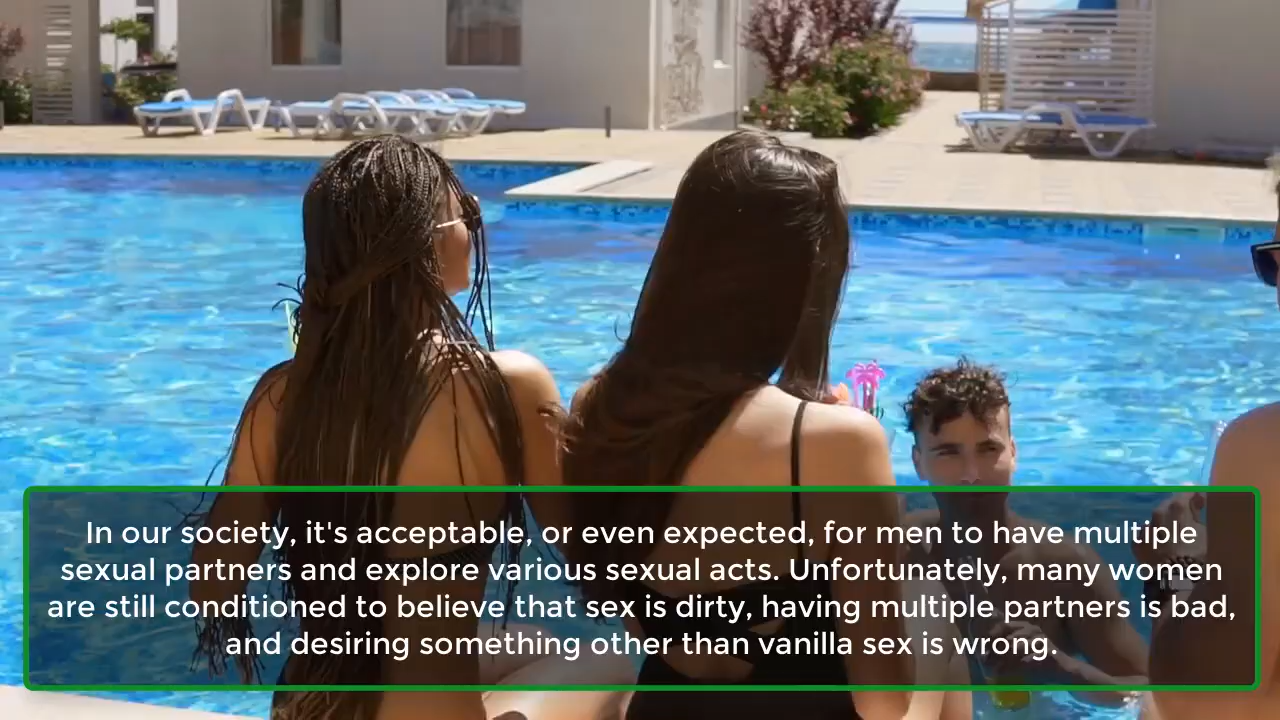 In our society, it's acceptable, or even expected, for men to have multiple
sexual partners and explore various sexual acts. Unfortunately, many women
are still conditioned to believe that sex is dirty, having multiple partners is bad,
and desiring something other than vanilla sex is wrong.